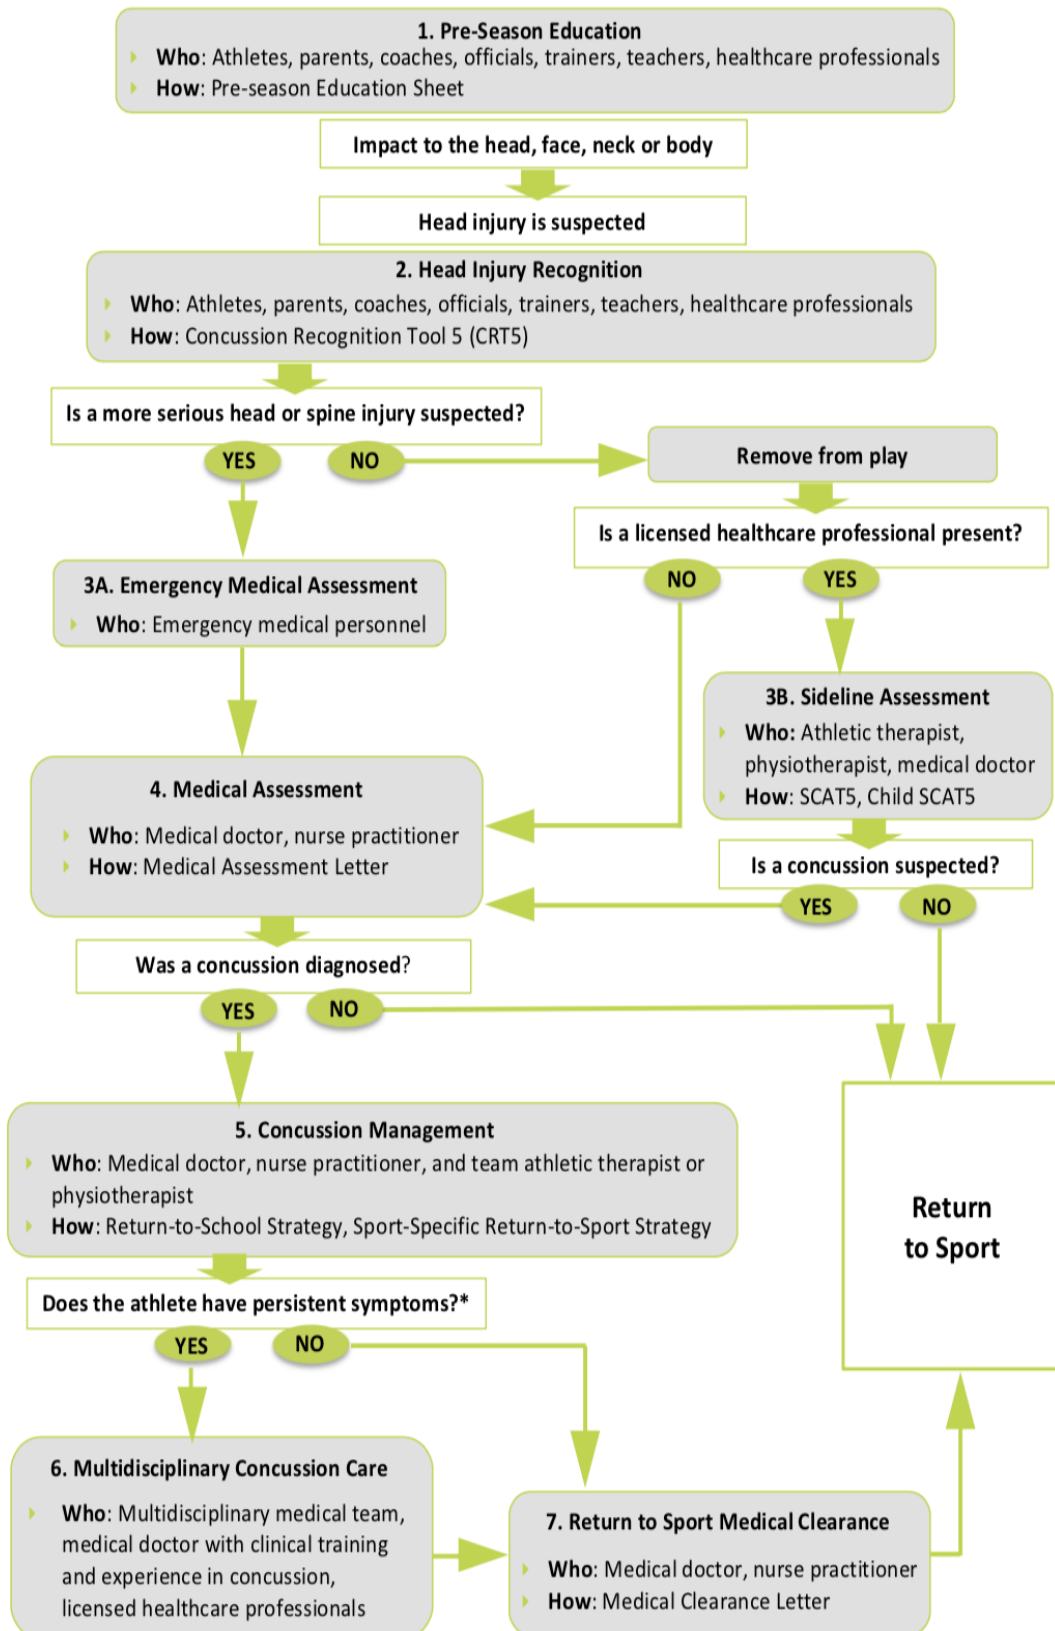 1. Pre-Season Education
Who: Athletes, parents, coaches, officials, trainers, teachers, healthcare professionals
How: Pre-season Education Sheet
Impact to the head, face, neck or body
Head injury is suspected
2. Head Injury Recognition
Who: Athletes, parents, coaches, officials, trainers, teachers, healthcare professionals
How: Concussion Recognition Tool 5 (CRT5)
Is a more serious head or spine injury suspected?
YES
NO
Remove from play
Is a licensed healthcare professional present?
NO
YES
3A. Emergency Medical Assessment
Who: Emergency medical personnel
3B. Sideline Assessment
Who: Athletic therapist,
physiotherapist, medical doctor
How: SCAT5, Child SCAT5
Is a concussion suspected?
YES
NO
4. Medical Assessment
Who: Medical doctor, nurse practitioner
How: Medical Assessment Letter
Was a concussion diagnosed?
YES
NO
5. Concussion Management
Who: Medical doctor, nurse practitioner, and team athletic therapist or
physiotherapist
How: Return-to-School Strategy, Sport-Specific Return-to-Sport Strategy
Return
to Sport
Does the athlete have persistent symptoms?*
YES
NO
6. Multidisciplinary Concussion Care
Who: Multidisciplinary medical team,
medical doctor with clinical training
and experience in concussion,
licensed healthcare professionals
7. Return to Sport Medical Clearance
Who: Medical doctor, nurse practitioner
How: Medical Clearance Letter